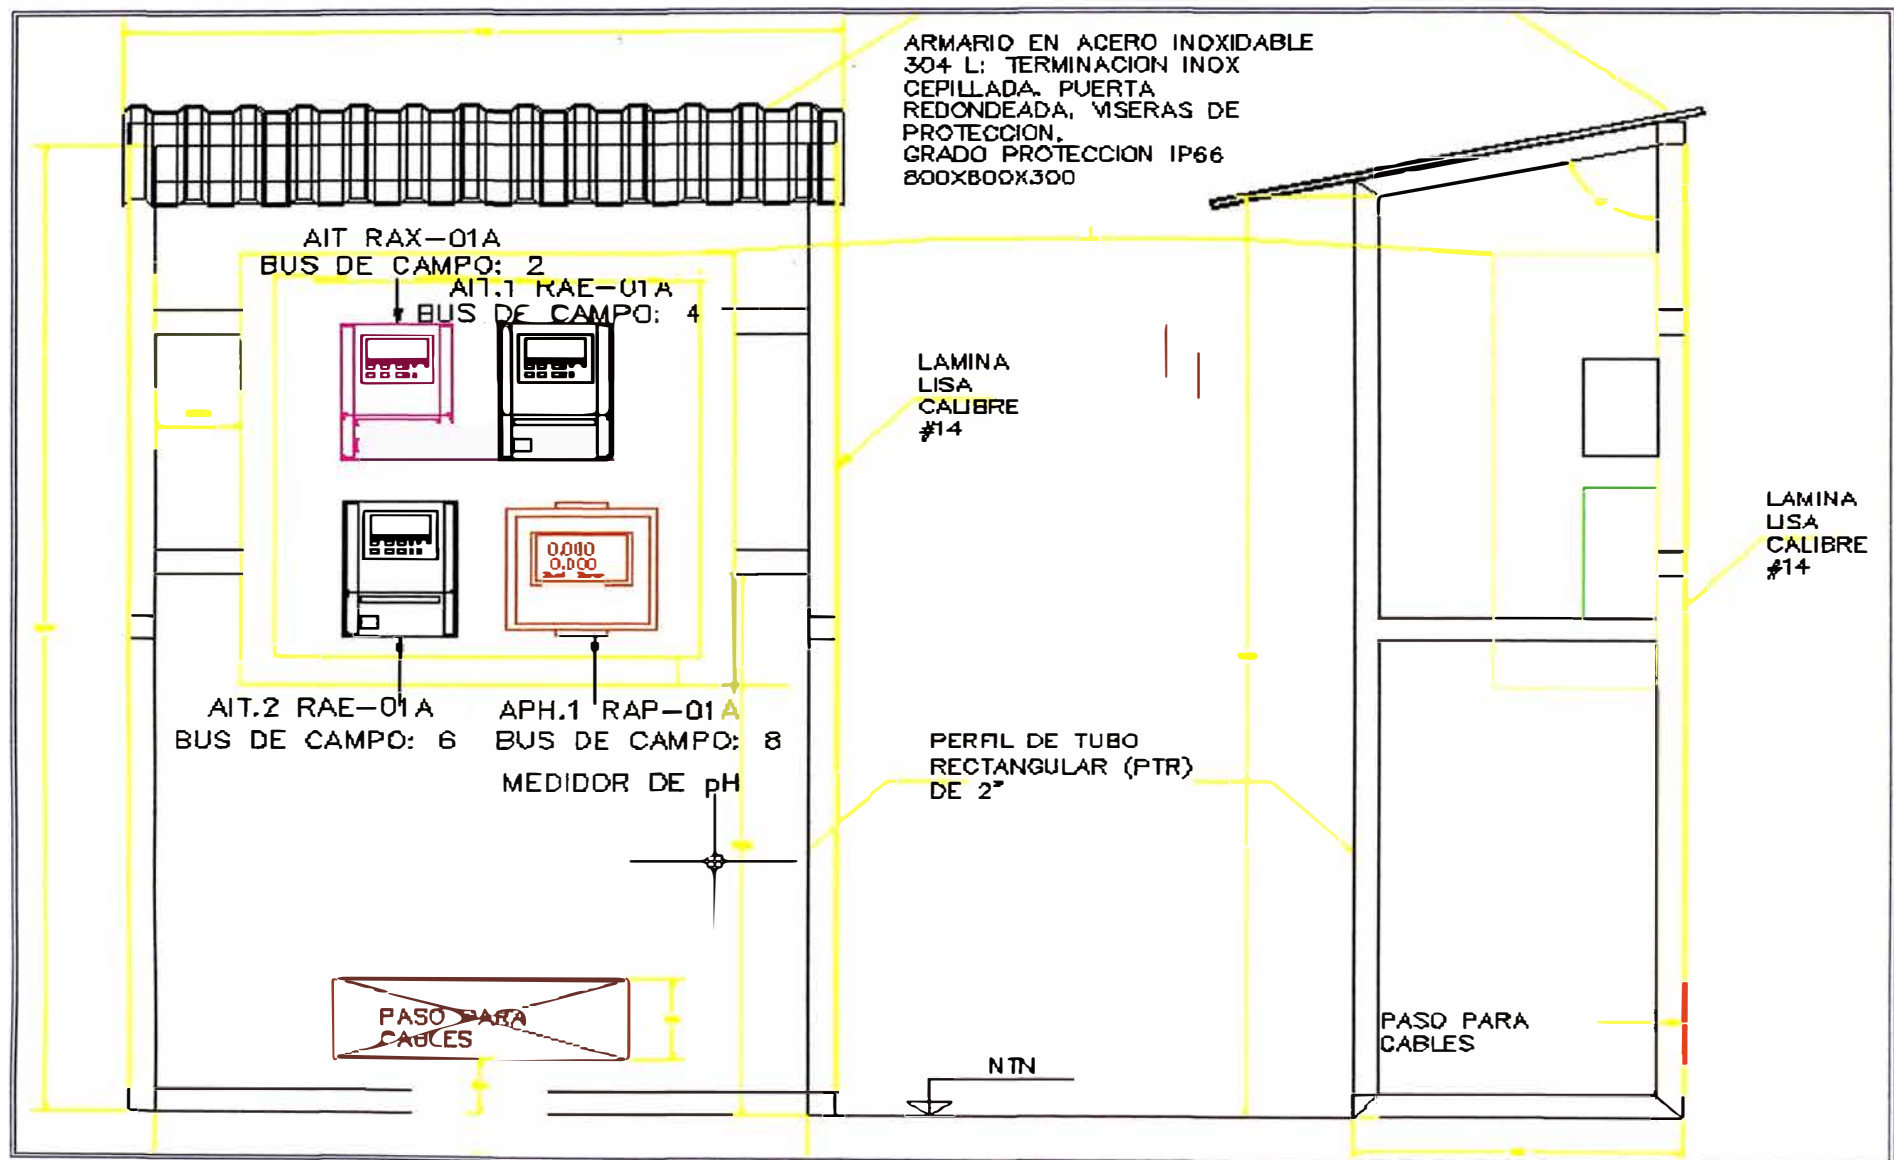 ARMARIO EN ACERO INOXIDABLE
304 L: TERMINACION INOX
CEPILLADA. PUERTA
REDONDEADA, VISERAS DE
PROTECCION.
GRADO PROTECCION IP66
800X800X300
AIT RAX-01A
BUS DE CAMPO: 2
AIT.1 RAE-01A
BUS DE CAMPO: 4
LAMINA
LISA
CALIBRE
#14
0.000
0.000
LAMINA
LISA
CALIBRE
#14
AIT.2 RAE-01A
BUS DE CAMPO: 6
APH.1 RAP-01A
BUS DE CAMPO: 8
MEDIDOR DE pH
PERFIL DE TUBO
RECTANGULAR (PTR)
DE 2"
PASO PARA
CABLES
NTN
PASO PARA
CABLES